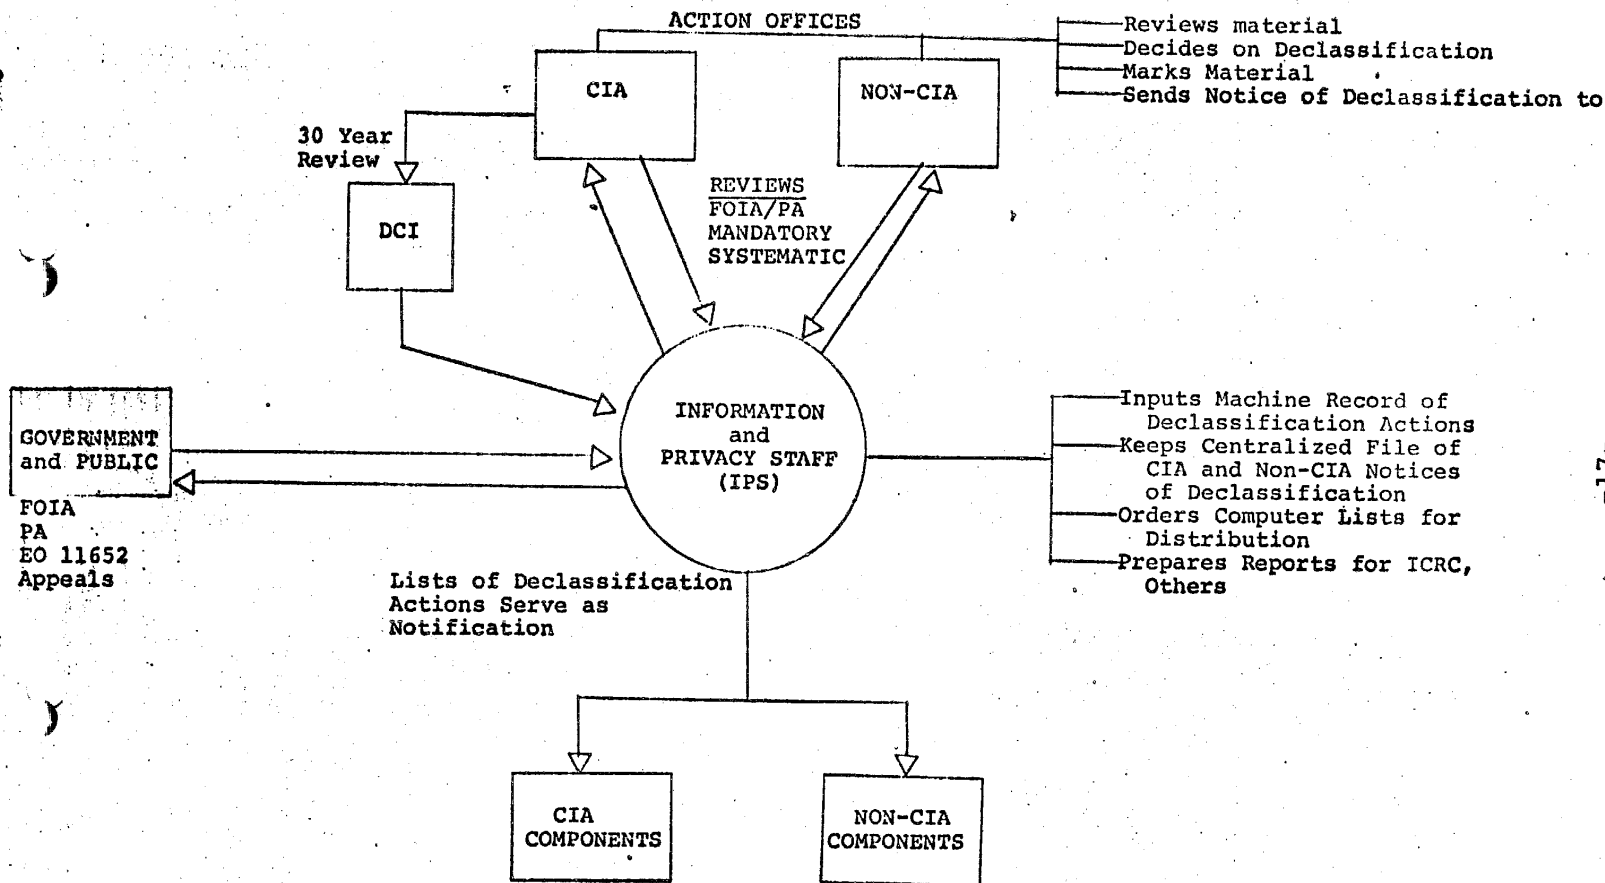 ACTION OFFICES
Reviews material
Decides on Declassification
Marks Material
Sends Notice of Declassification to
CIA
NON-CIA
30 Year
Review
DCI
REVIEWS
FOIA/PA
MANDATORY
SYSTEMATIC
GOVERNMENT
and PUBLIC
FOIA
PA
EO 11652
Appeals
INFORMATION
and
PRIVACY STAFF
(IPS)
Inputs Machine Record of
Declassification Actions
Keeps Centralized File of
CIA and Non-CIA Notices
of Declassification
Orders Computer Lists for
Distribution
Prepares Reports for ICRC,
Others
-17-
Lists of Declassification
Actions Serve as
Notification
CIA
COMPONENTS
NON-CIA
COMPONENTS